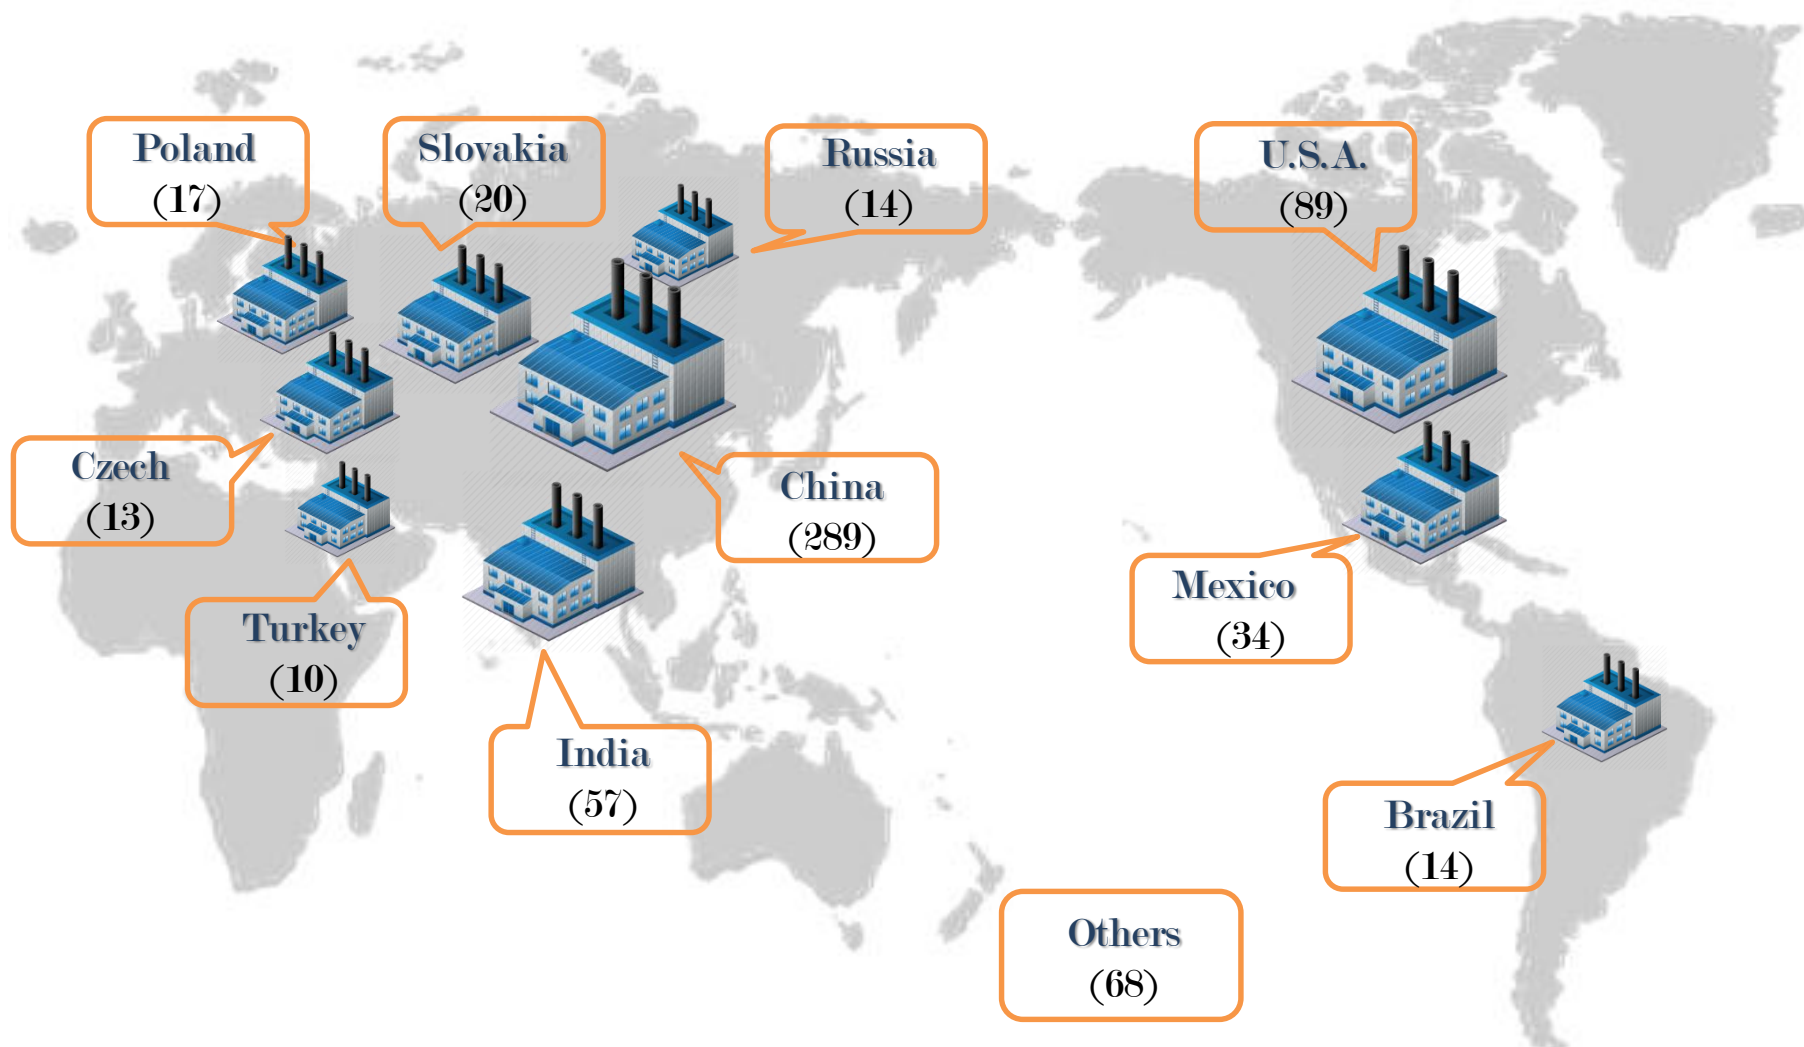 Poland
(17)
Slovakia
(20)
Russia
(14)
U.S.A.
(89)
Czech
(13)
China
(289)
Turkey
(10)
India
(57)
Mexico
(34)
Brazil
(14)
Others
(68)